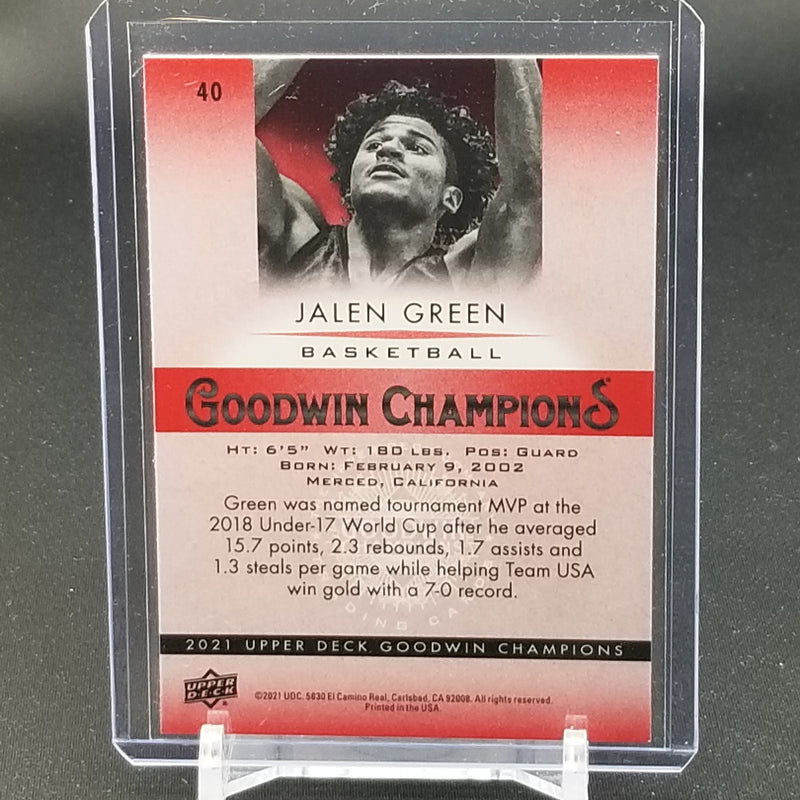 40
JALEN GREEN
BASKETBALL
GOODWIN CHAMPIONS
HT: 6'5" WT: 180 LBS. POS: GUARD
BORN: FEBRUARY 9, 2002
MERCED, CALIFORNIA
Green was named tournament MVP at the
2018 Under-17 World Cup after he averaged
15.7 points, 2.3 rebounds, 1.7 assists and
1.3 steals per game while helping Team USA
win gold with a 7-0 record.
2021 UPPER DECK GOODWIN CHAMPIONS
UPPER
DECK
©2021 UDC. 5830 El Camino Real, Carlsbad, CA 92008. All rights reserved.
Printed in the USA.